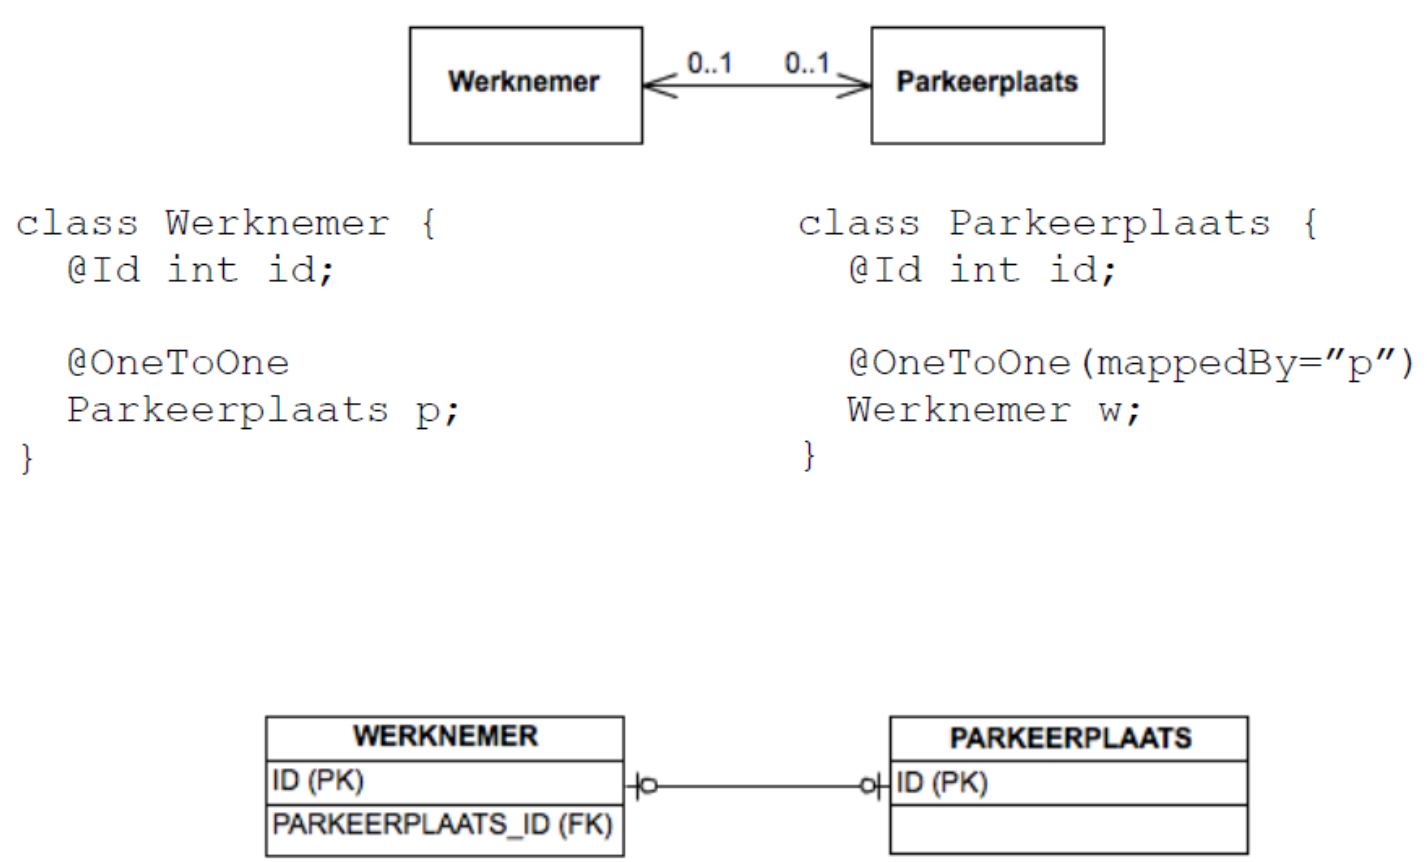 Werknemer 0..1 0..1 Parkeerplaats
class Werknemer {
@Id int id;
@OneToOne
Parkeerplaats p;
}
class Parkeerplaats {
@Id int id;
@OneToOne(mappedBy=”p”)
Werknemer w;
}
WERKNEMER
ID (PK)
PARKEERPLAATS_ID (FK)
PARKEERPLAATS
ID (PK)